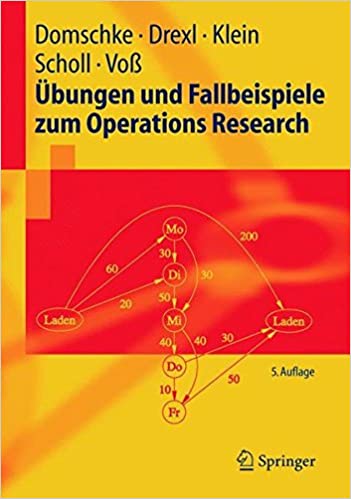 Domschke · Drexl · Klein
Scholl · Voß
Übungen und Fallbeispiele
zum Operations Research
Mo
200
60
30
30
Di
20
50
Laden
Mi
Laden
40
40
30
Do
10
50
5. Auflage
Fr
Springer